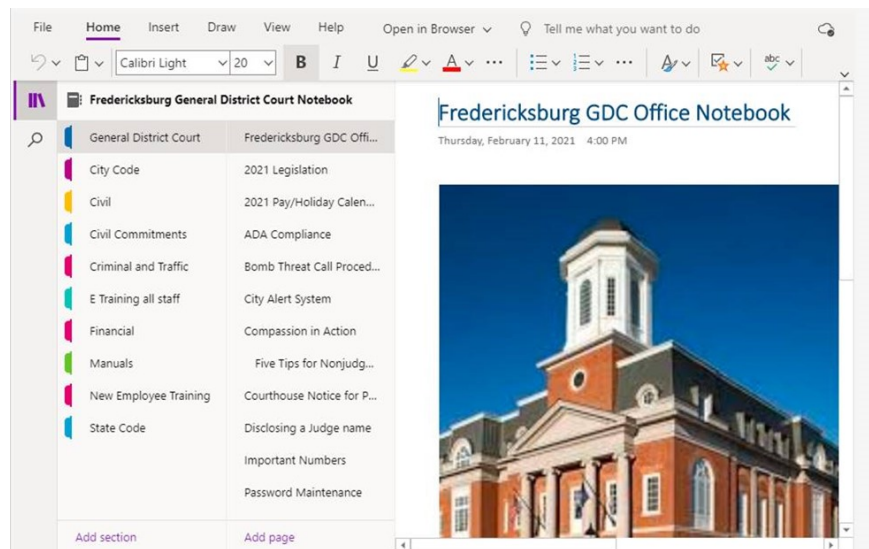 File Home Insert Draw View Help Open in Browser Tell me what you want to do
Calibri Light 20 B I U A ... ... A abc
Fredericksburg General District Court Notebook
General District Court
City Code
Civil
Civil Commitments
Criminal and Traffic
E Training all staff
Financial
Manuals
New Employee Training
State Code
Add section
Fredericksburg GDC Offi...
2021 Legislation
2021 Pay/Holiday Calen...
ADA Compliance
Bomb Threat Call Proced...
City Alert System
Compassion in Action
Five Tips for Nonjudg...
Courthouse Notice for P...
Disclosing a Judge name
Important Numbers
Password Maintenance
Add page
Fredericksburg GDC Office Notebook
Thursday, February 11, 2021 4:00 PM